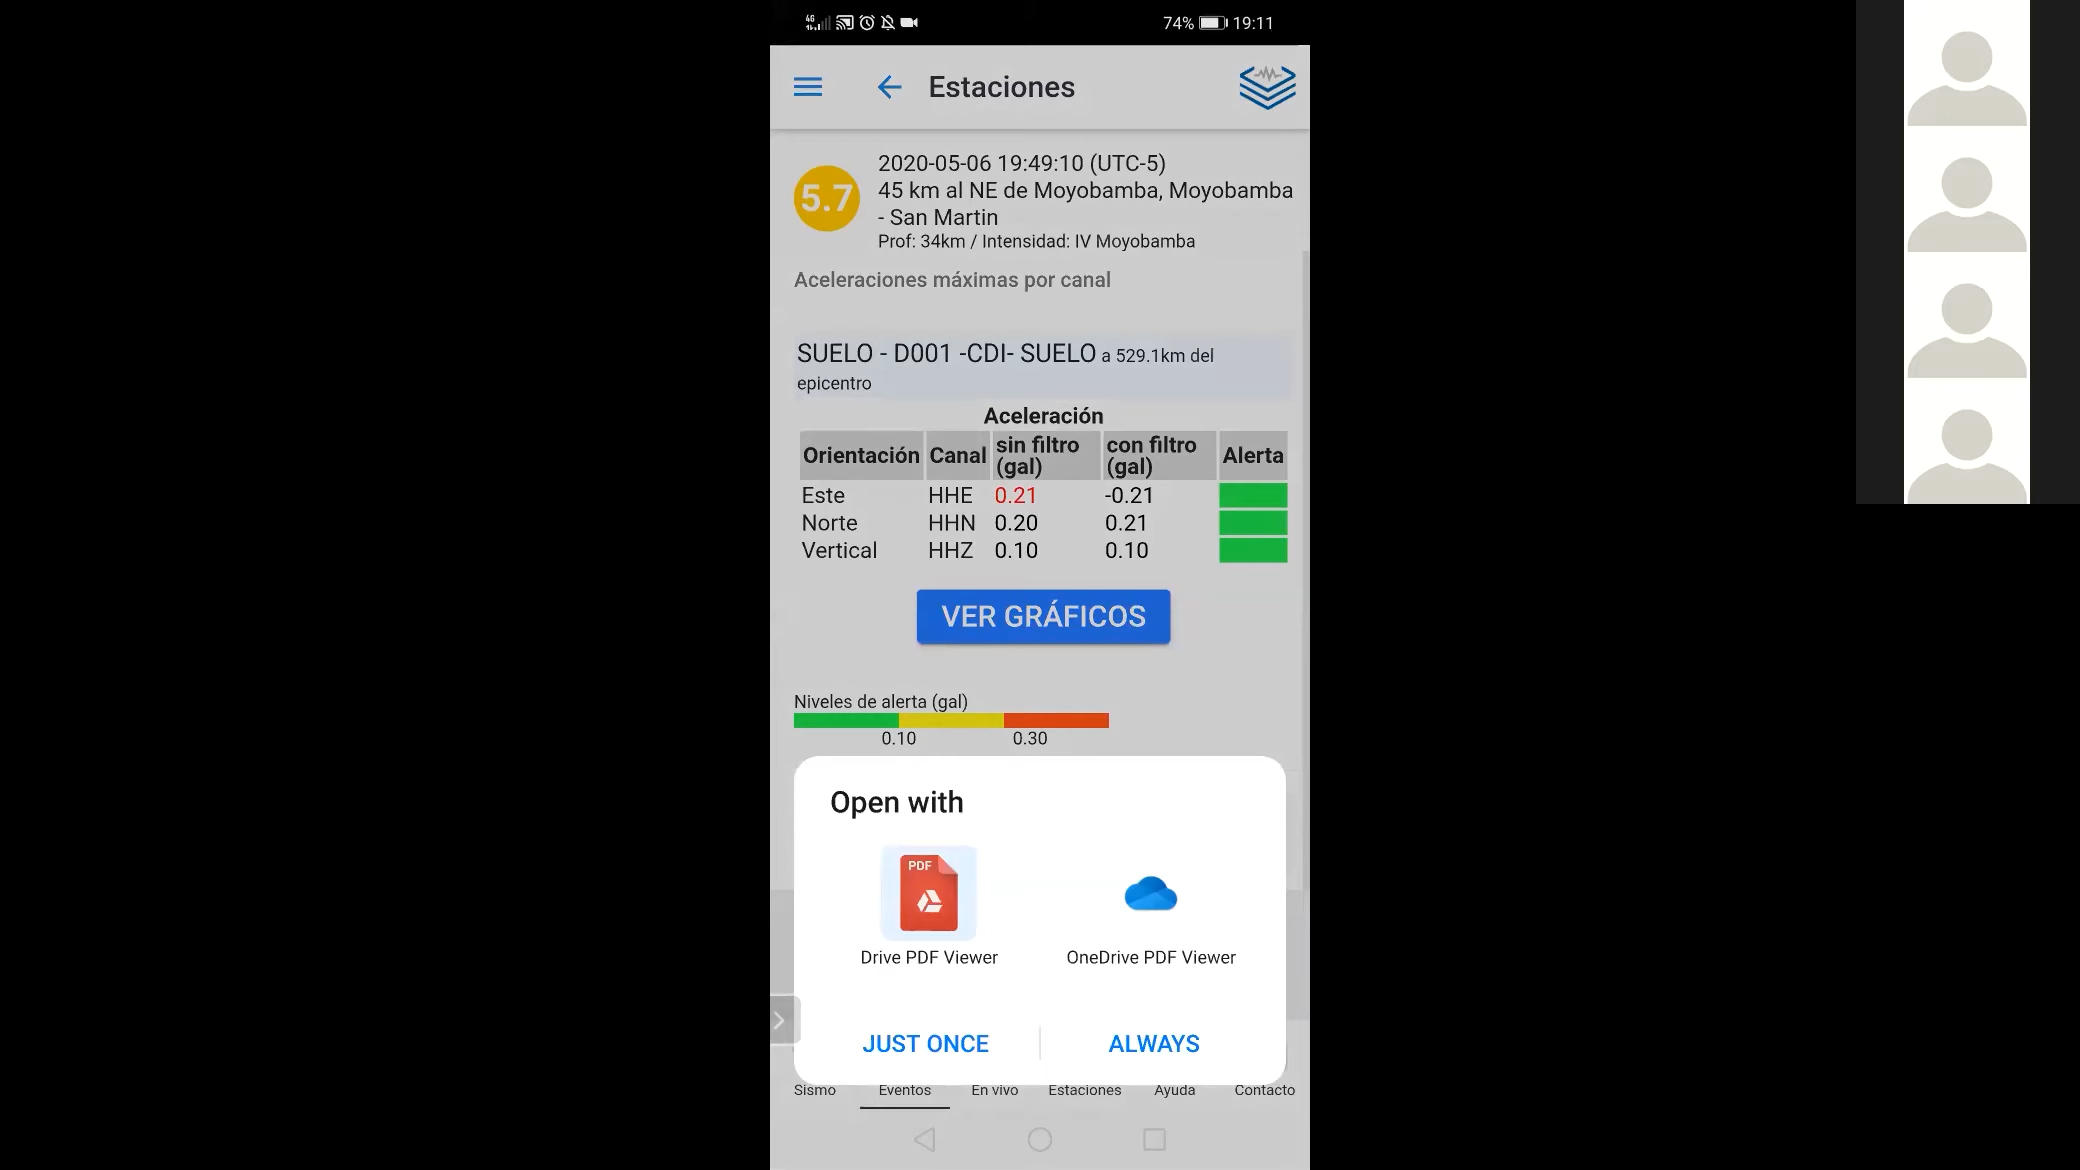 4G
74% 19:11
Estaciones
5.7
2020-05-06 19:49:10 (UTC-5)
45 km al NE de Moyobamba, Moyobamba
- San Martin
Prof: 34km / Intensidad: IV Moyobamba
Aceleraciones máximas por canal
SUELO - D001 -CDI- SUELO a 529.1km del
epicentro
Aceleración
Orientación Canal sin filtro (gal) con filtro (gal) Alerta
Este HHE 0.21 -0.21
Norte HHN 0.20 0.21
Vertical HHZ 0.10 0.10
VER GRÁFICOS
Niveles de alerta (gal)
0.10 0.30
Open with
PDF
Drive PDF Viewer OneDrive PDF Viewer
JUST ONCE ALWAYS
Sismo Eventos En vivo Estaciones Ayuda Contacto